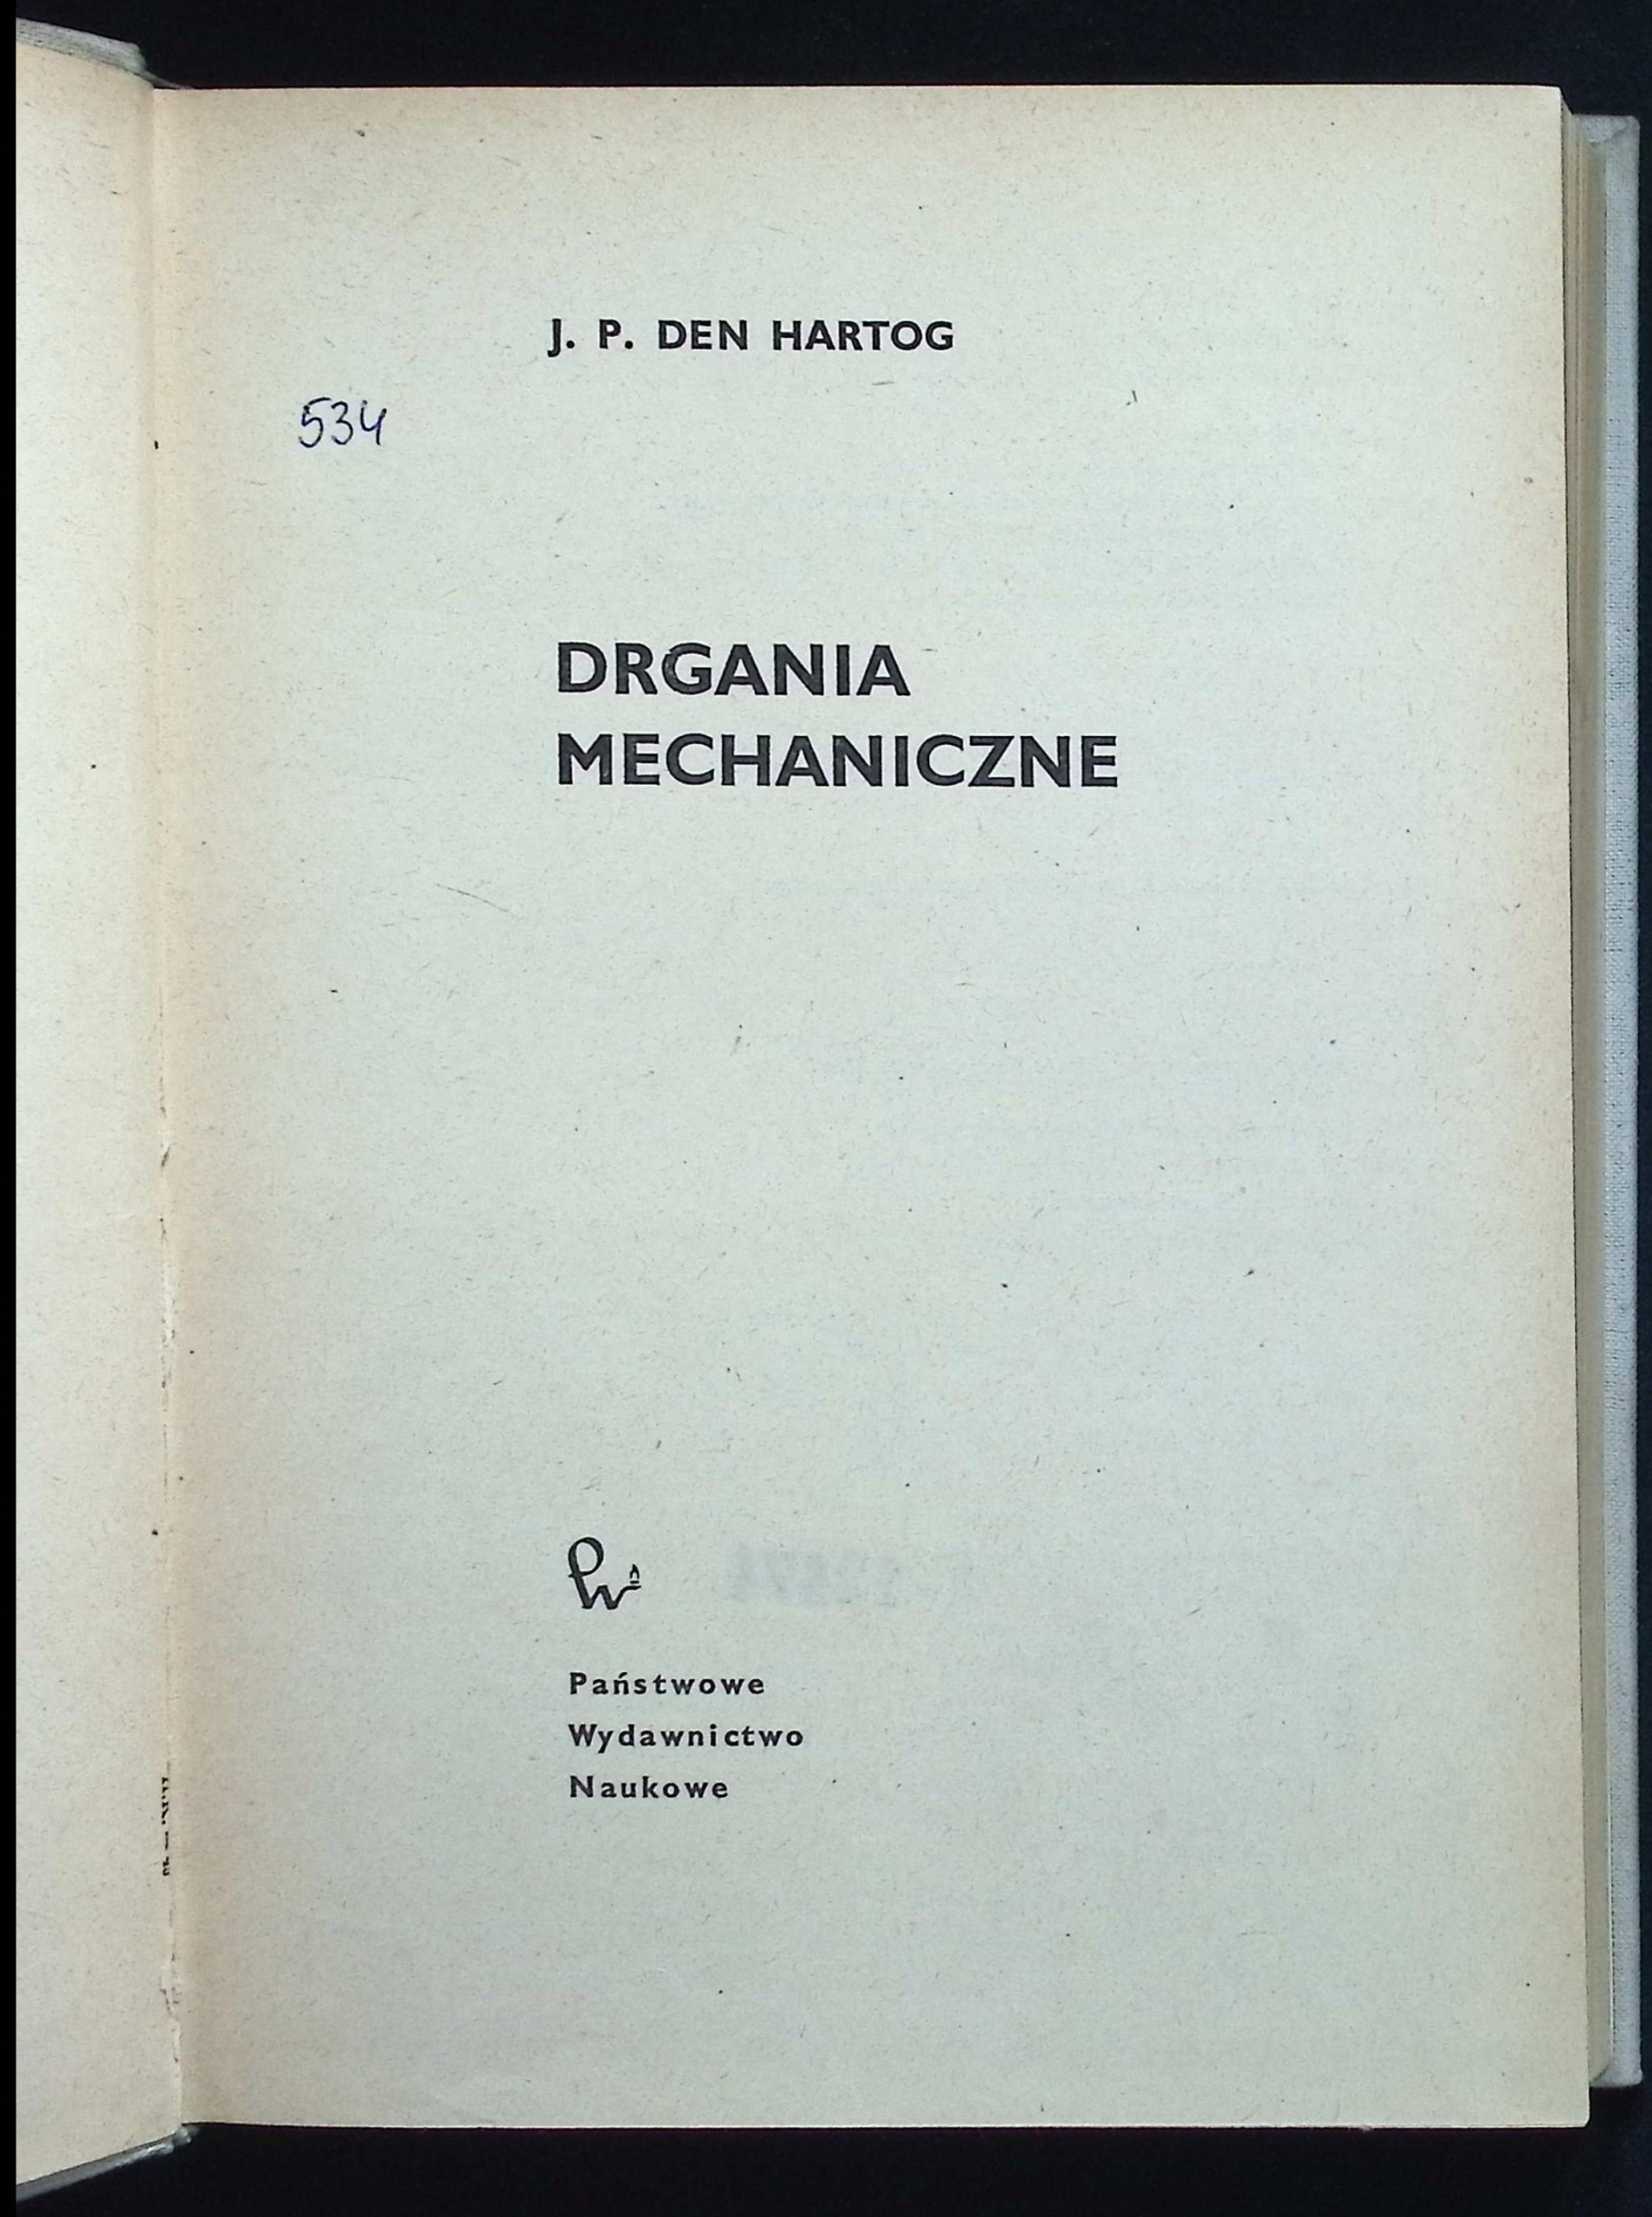 J. P. DEN HARTOG
534
DRGANIA
MECHANICZNE
Państwowe
Wydawnictwo
Naukowe